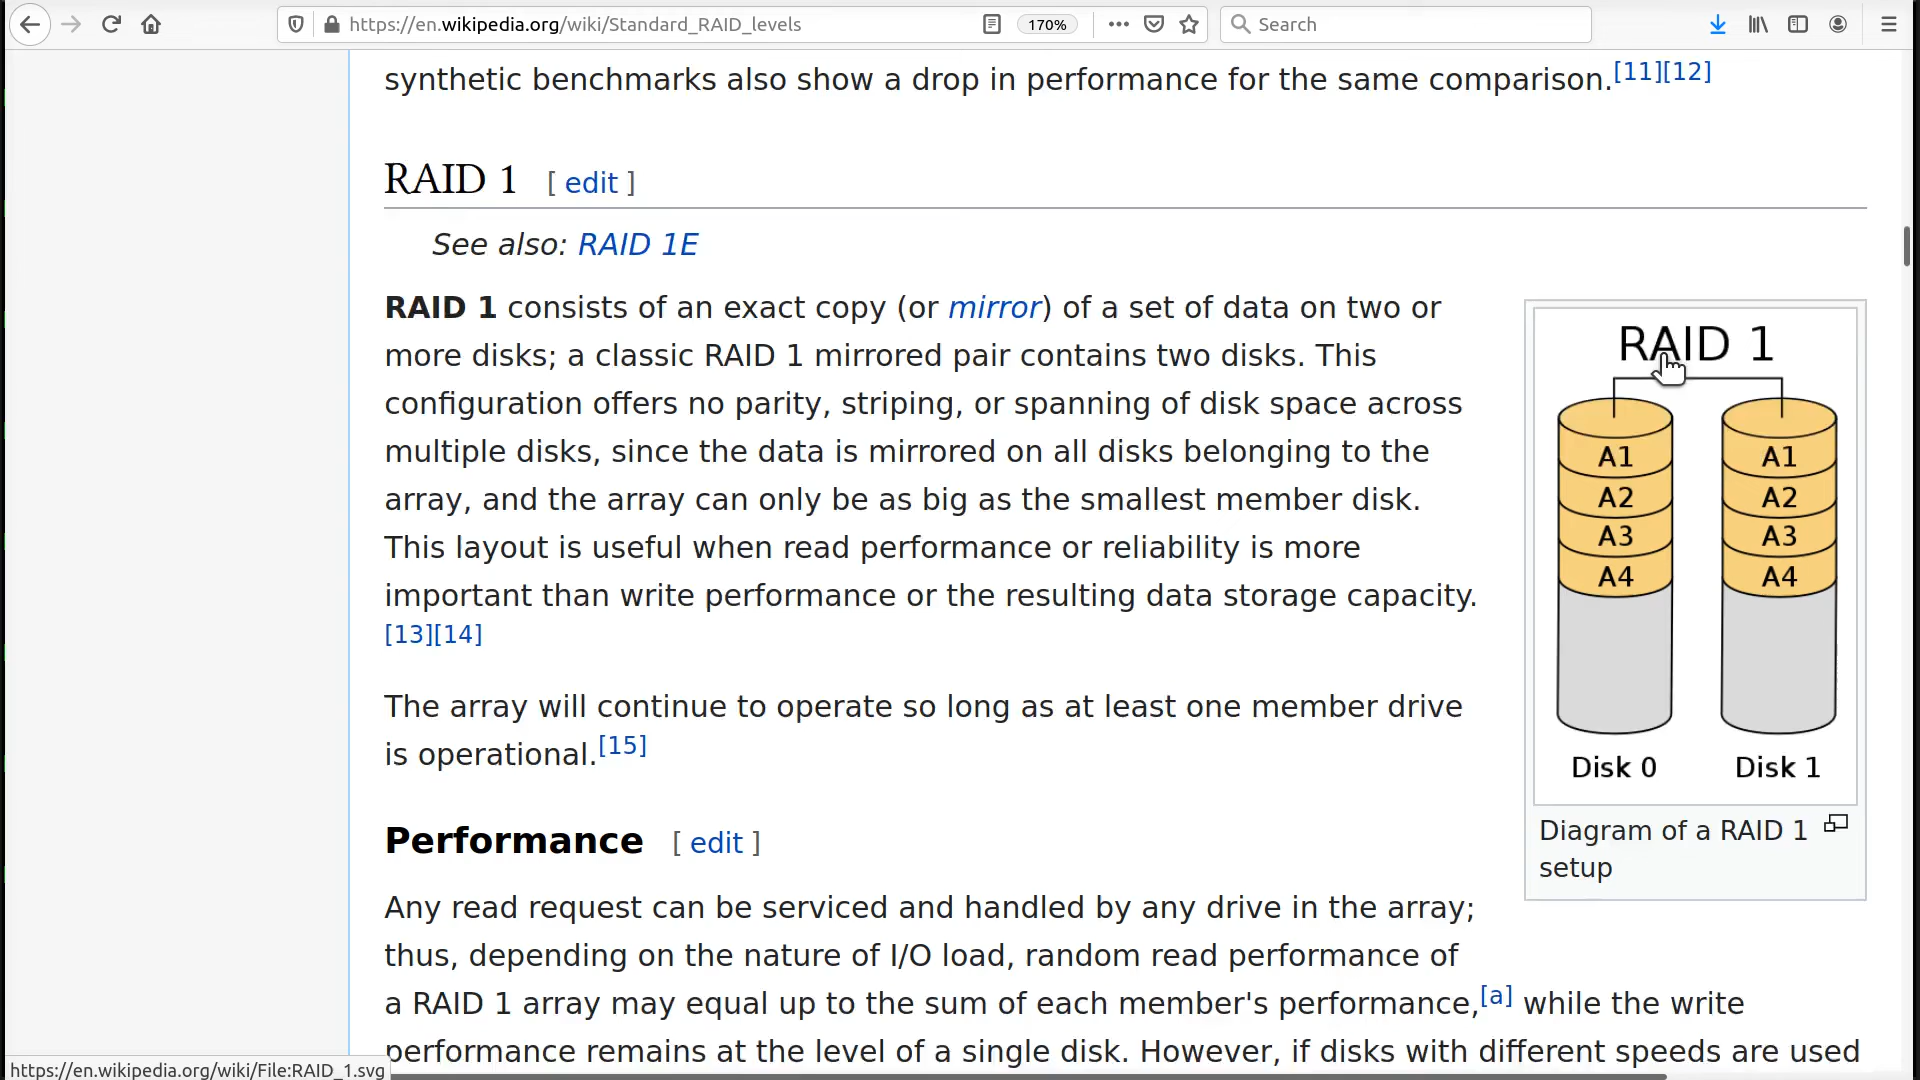 https://en.wikipedia.org/wiki/Standard_RAID_levels
170%
Search
synthetic benchmarks also show a drop in performance for the same comparison.[11][12]
RAID 1 [ edit ]
See also: RAID 1E
RAID 1 consists of an exact copy (or mirror) of a set of data on two or
more disks; a classic RAID 1 mirrored pair contains two disks. This
configuration offers no parity, striping, or spanning of disk space across
multiple disks, since the data is mirrored on all disks belonging to the
array, and the array can only be as big as the smallest member disk.
This layout is useful when read performance or reliability is more
important than write performance or the resulting data storage capacity.
[13][14]
The array will continue to operate so long as at least one member drive
is operational.[15]
RAID 1
A1 A1
A2 A2
A3 A3
A4 A4
Disk 0 Disk 1
Diagram of a RAID 1
setup
Performance [ edit ]
Any read request can be serviced and handled by any drive in the array;
thus, depending on the nature of I/O load, random read performance of
a RAID 1 array may equal up to the sum of each member's performance,[a] while the write
performance remains at the level of a single disk. However, if disks with different speeds are used
https://en.wikipedia.org/wiki/File:RAID_1.svg